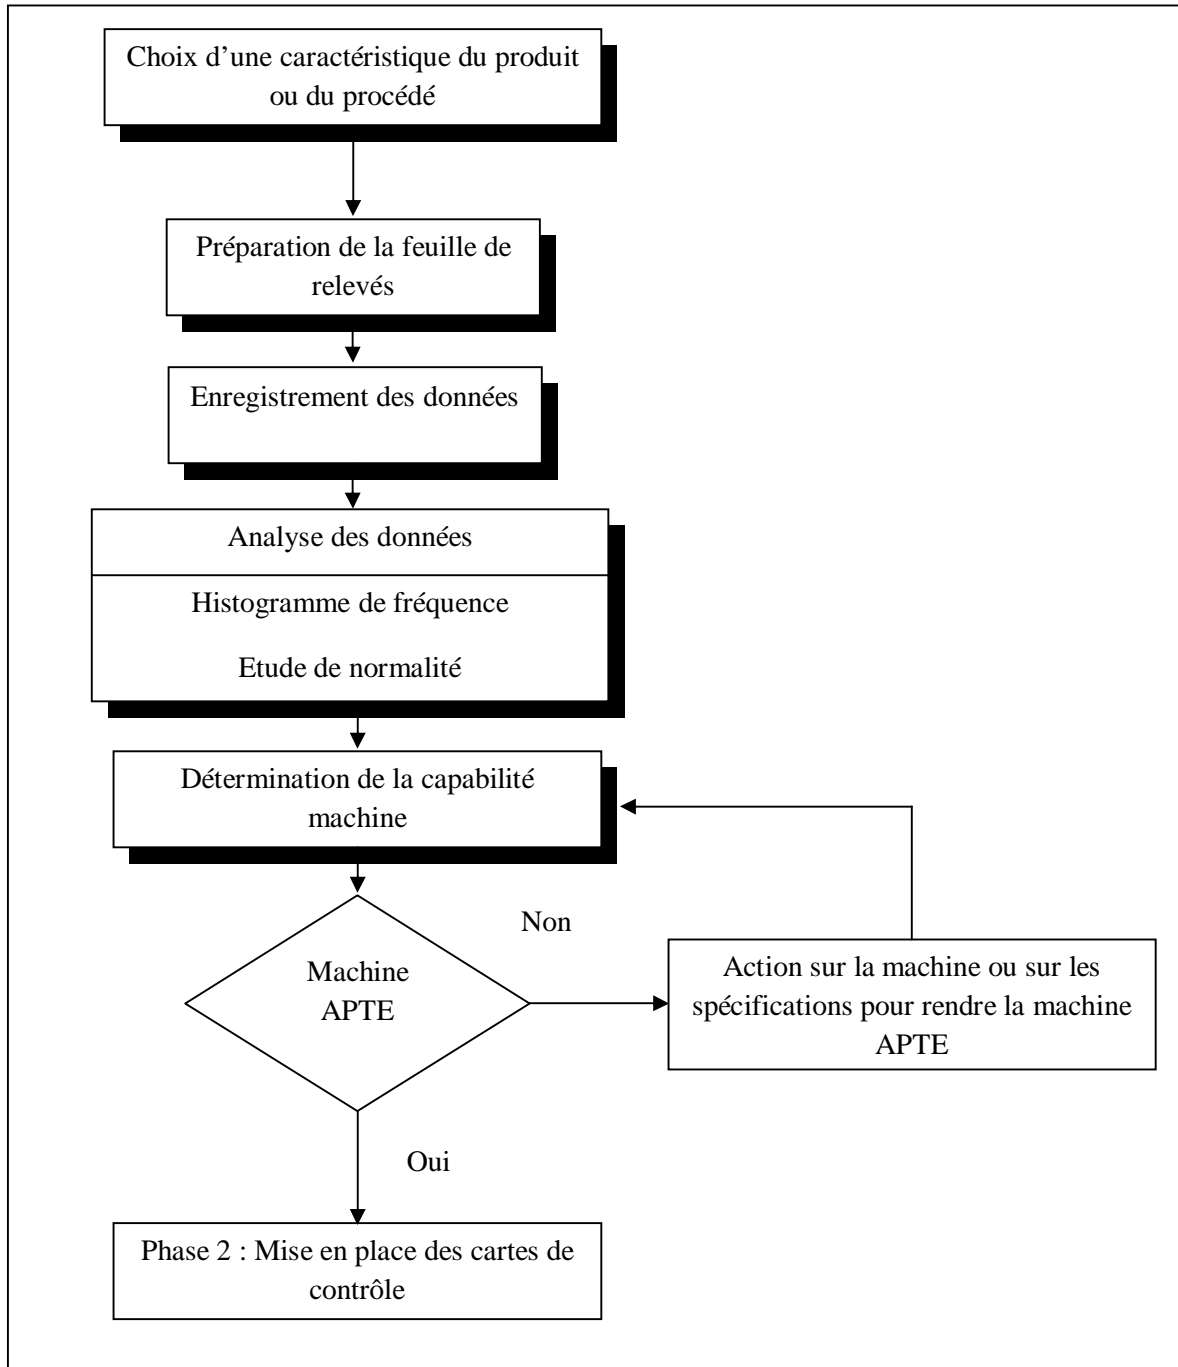 Choix d’une caractéristique du produit
ou du procédé
Préparation de la feuille de
relevés
Enregistrement des données
Analyse des données
Histogramme de fréquence
Etude de normalité
Détermination de la capabilité
machine
Non
Machine
APTE
Action sur la machine ou sur les
spécifications pour rendre la machine
APTE
Oui
Phase 2 : Mise en place des cartes de
contrôle